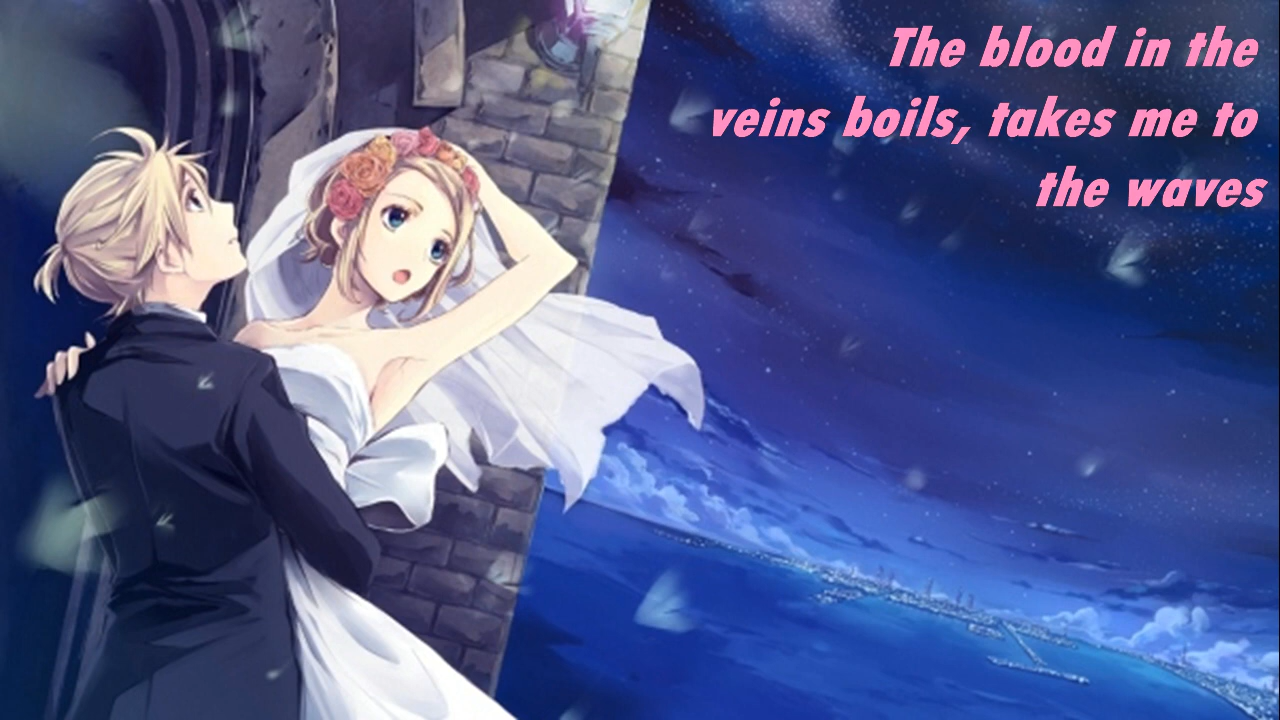 The blood in the
veins boils, takes me to
the waves